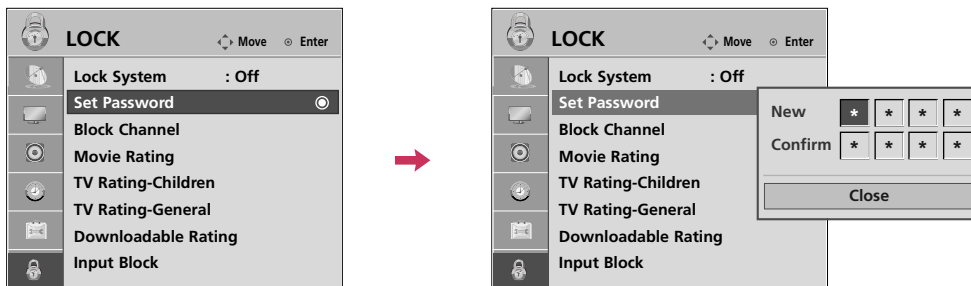 LOCK Move Enter
Lock System : Off
Set Password
Block Channel
Movie Rating
TV Rating-Children
TV Rating-General
Downloadable Rating
Input Block
LOCK Move Enter
Lock System : Off
Set Password
Block Channel
Movie Rating
TV Rating-Children
TV Rating-General
Downloadable Rating
Input Block
New * * * *
Confirm * * * *
Close